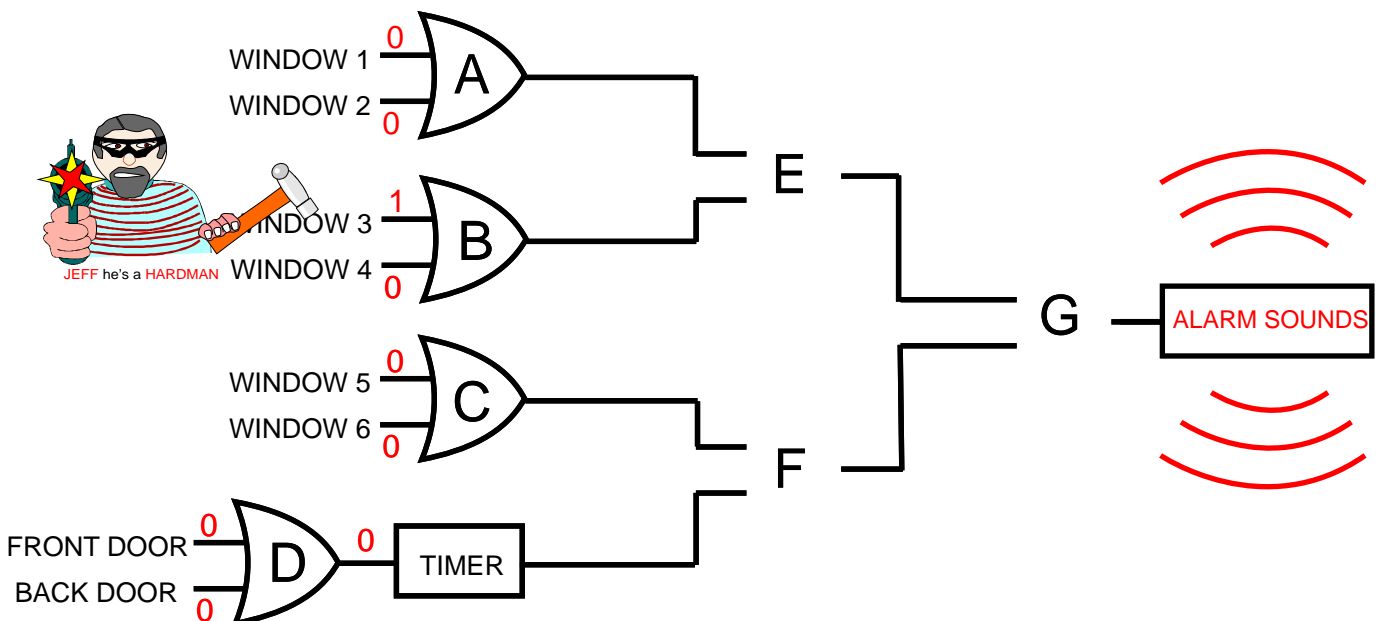 0
WINDOW 1
A
WINDOW 2
0
E
1
WINDOW 3
B
WINDOW 4
0
JEFF he's a HARDMAN
G
ALARM SOUNDS
0
WINDOW 5
C
WINDOW 6
0
F
0
FRONT DOOR
D
0
TIMER
BACK DOOR
0